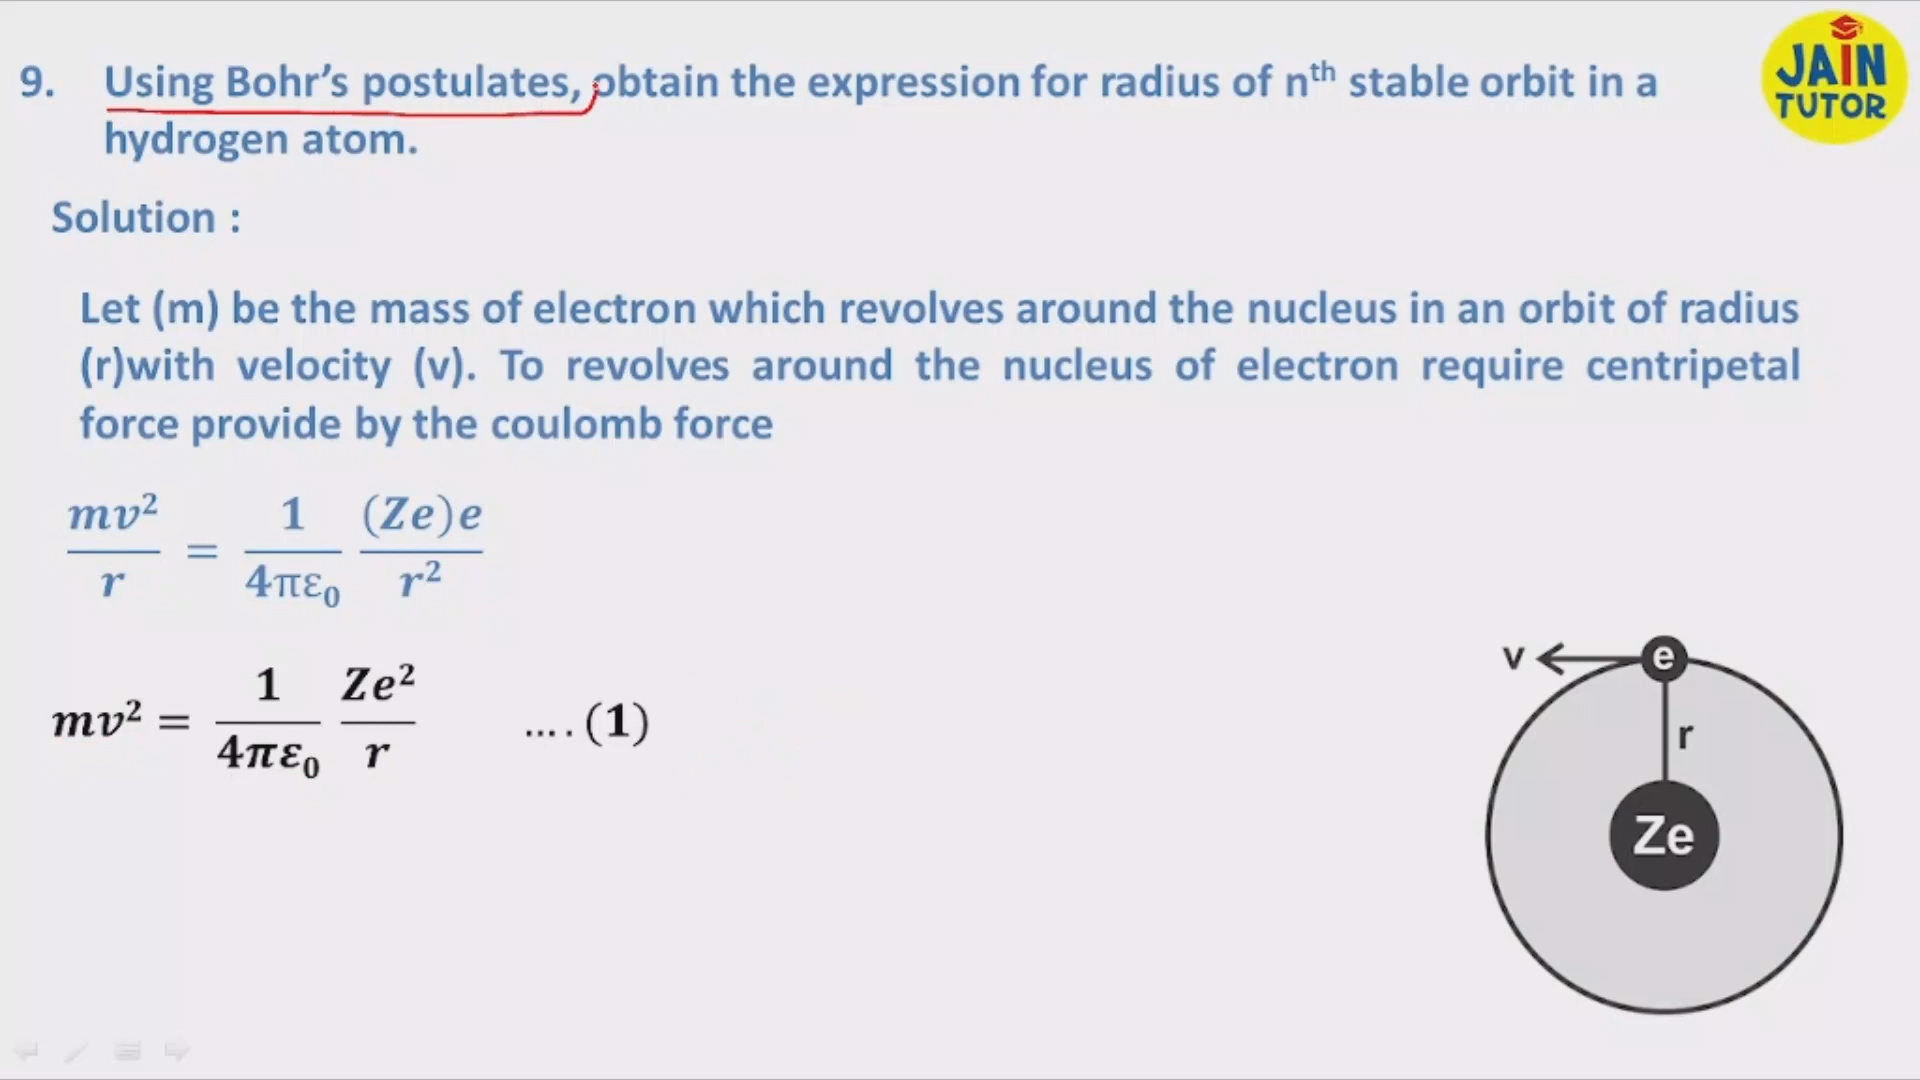 9. Using Bohr’s postulates, obtain the expression for radius of nᵗʰ stable orbit in a
hydrogen atom.
JAIN
TUTOR
Solution :
Let (m) be the mass of electron which revolves around the nucleus in an orbit of radius
(r)with velocity (v). To revolves around the nucleus of electron require centripetal
force provide by the coulomb force
mv²/r = 1/4πε₀ (Ze)e/r²
mv² = 1/4πε₀ Ze²/r ....(1)
v e
r
Ze